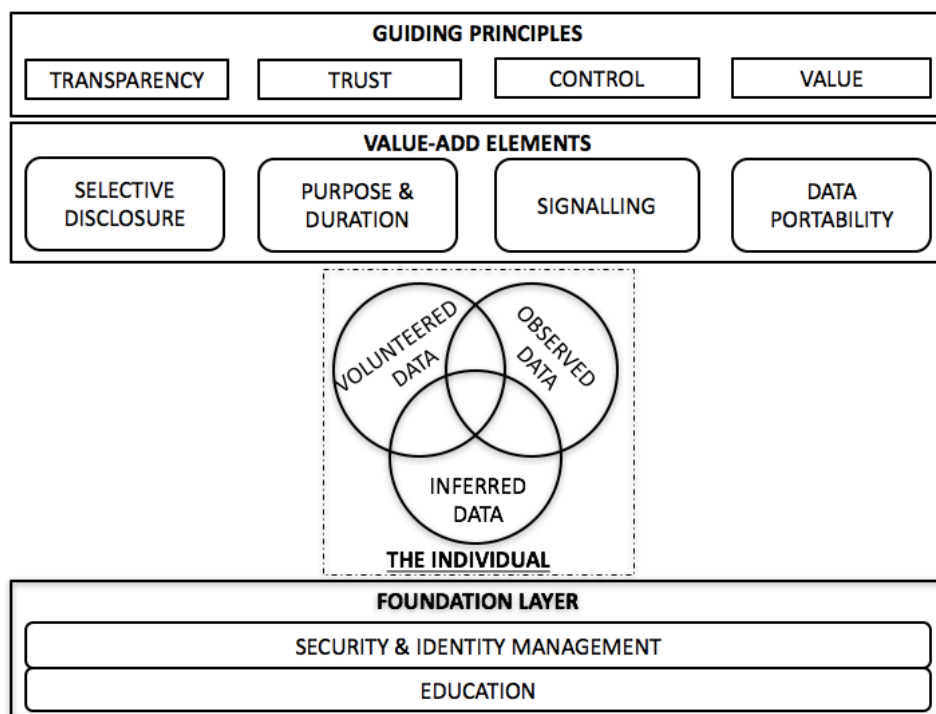 GUIDING PRINCIPLES
TRANSPARENCY
TRUST
CONTROL
VALUE
VALUE-ADD ELEMENTS
SELECTIVE
DISCLOSURE
PURPOSE &
DURATION
SIGNALLING
DATA
PORTABILITY
VOLUNTEERED
DATA
OBSERVED
DATA
INFERRED
DATA
THE INDIVIDUAL
FOUNDATION LAYER
SECURITY & IDENTITY MANAGEMENT
EDUCATION